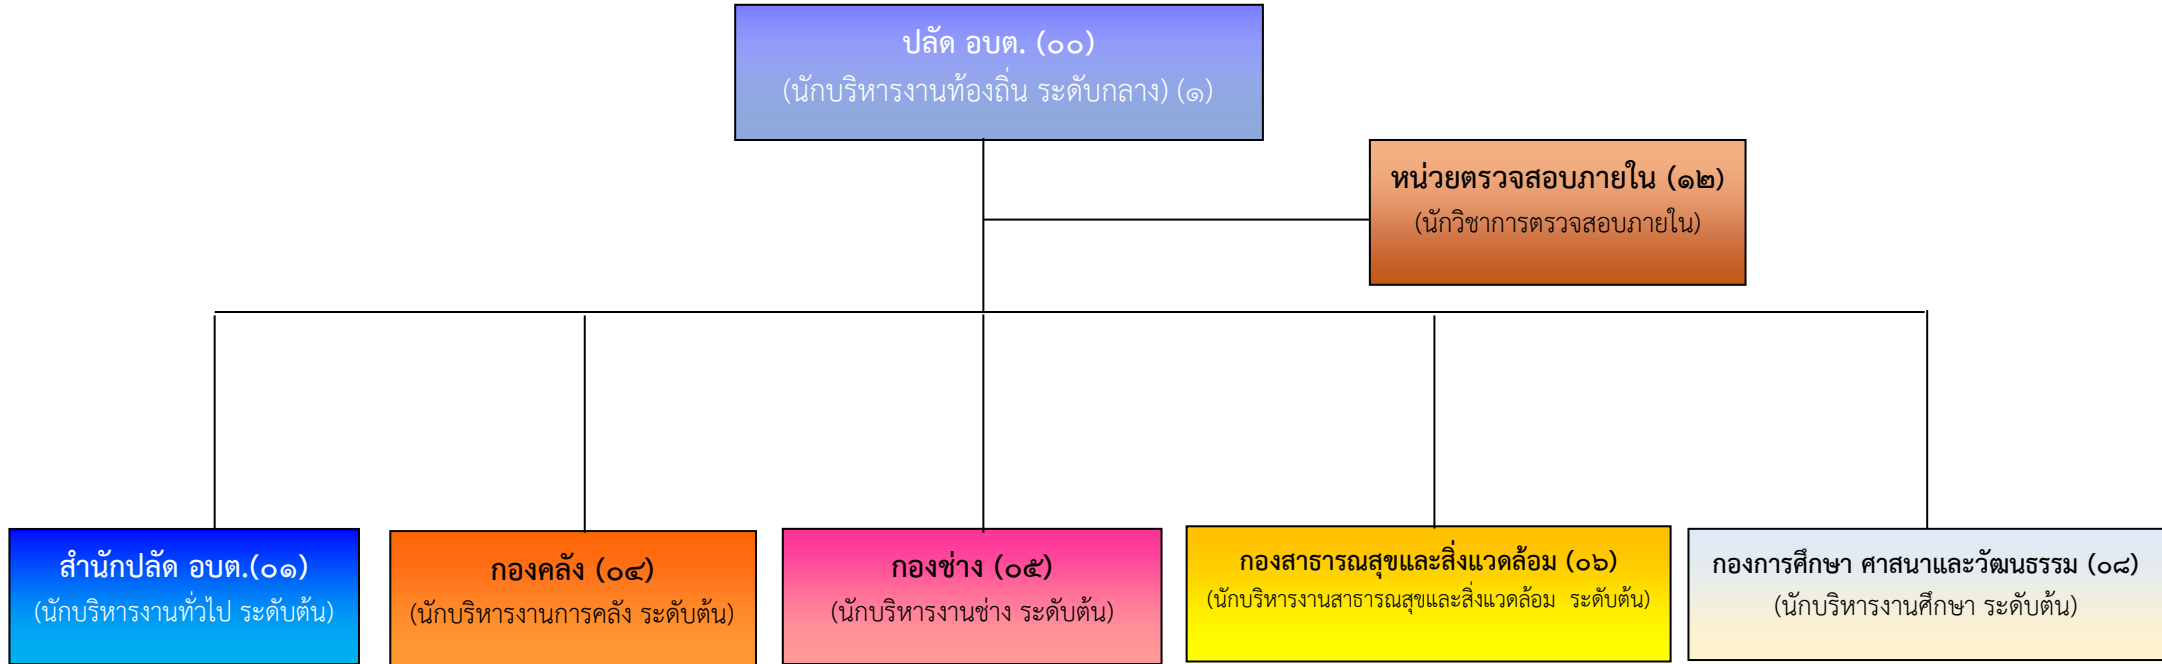 ปลัด อบต. (๐๐)
(นักบริหารงานท้องถิ่น ระดับกลาง) (๑)
หน่วยตรวจสอบภายใน (๑๒)
(นักวิชาการตรวจสอบภายใน)
สำนักปลัด อบต.(๐๑)
(นักบริหารงานทั่วไป ระดับต้น)
กองคลัง (๐๔)
(นักบริหารงานการคลัง ระดับต้น)
กองช่าง (๐๕)
(นักบริหารงานช่าง ระดับต้น)
กองสาธารณสุขและสิ่งแวดล้อม (๐๖)
(นักบริหารงานสาธารณสุขและสิ่งแวดล้อม ระดับต้น)
กองการศึกษา ศาสนาและวัฒนธรรม (๐๘)
(นักบริหารงานศึกษา ระดับต้น)